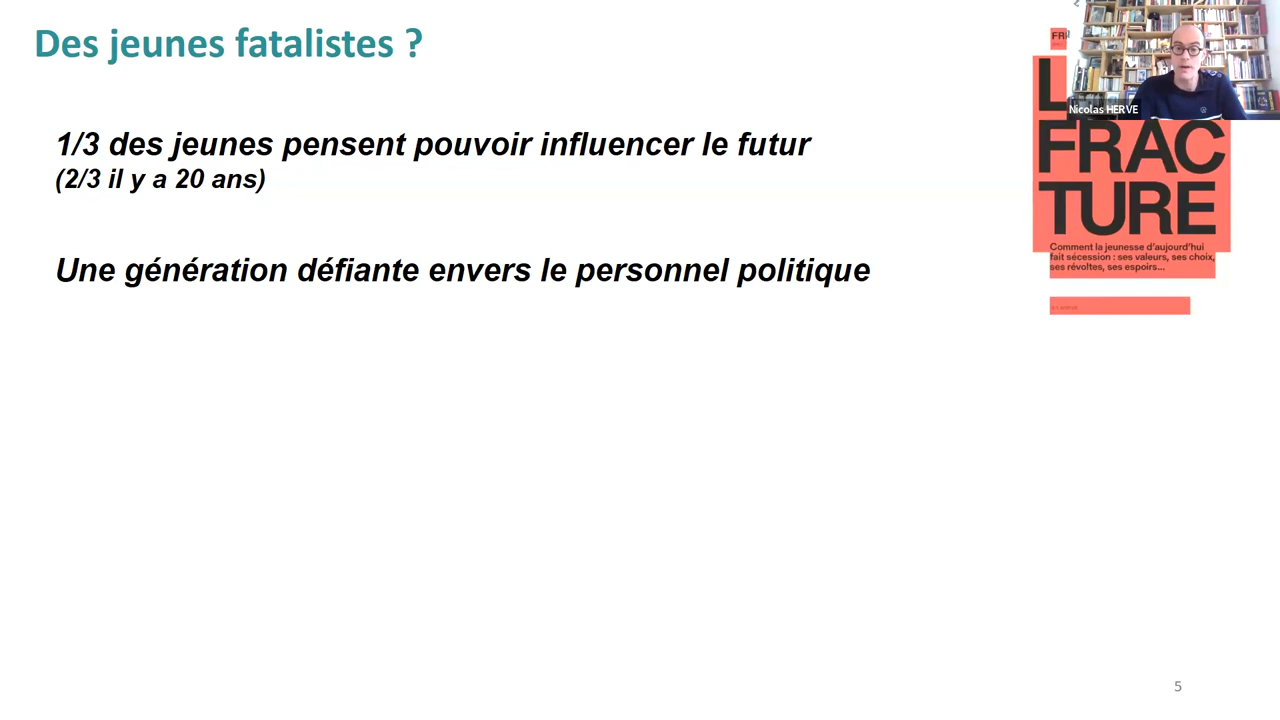 Des jeunes fatalistes ?
1/3 des jeunes pensent pouvoir influencer le futur
(2/3 il y a 20 ans)
Une génération défiante envers le personnel politique
FR
L
FRAC
TURE
Comment la jeunesse d'aujourd'hui
fait sécession : ses valeurs, ses choix,
ses révoltes, ses espoirs...
Nicolas HERVE
5